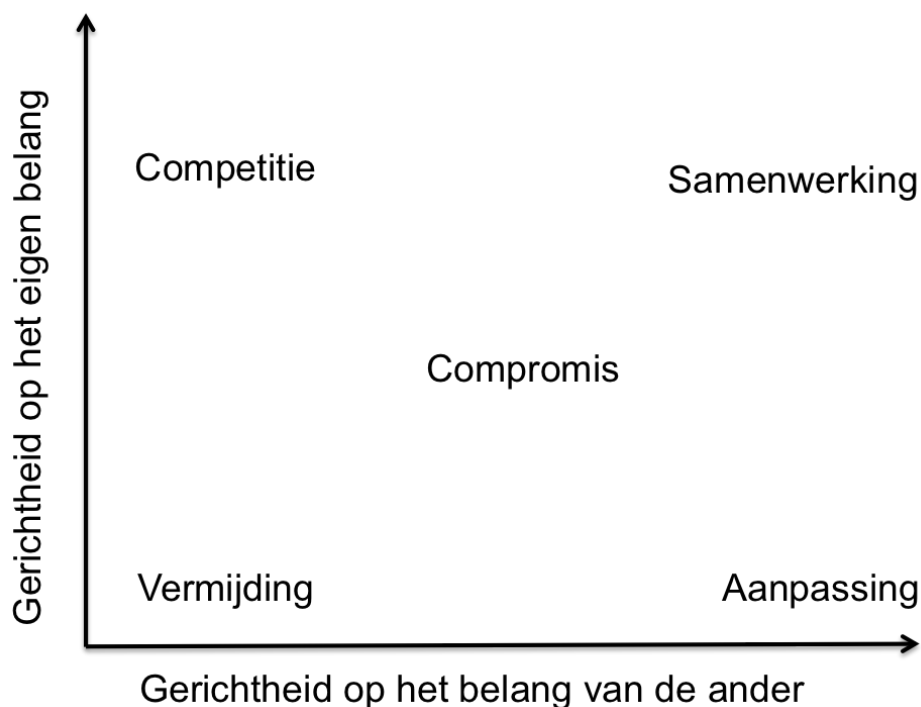 Gerichtheid op het eigen belang
Competitie
Samenwerking
Compromis
Vermijding
Aanpassing
Gerichtheid op het belang van de ander